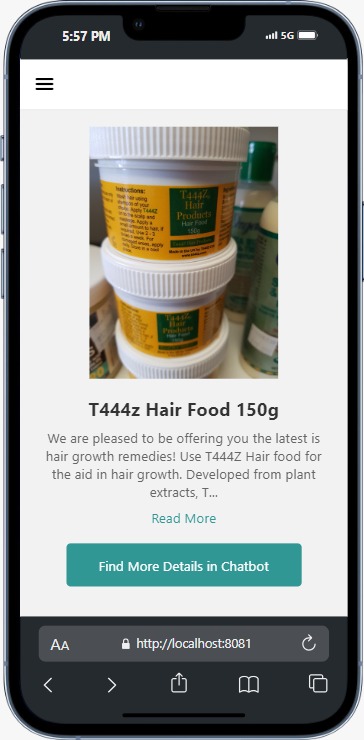 5:57 PM
5G
Instructions:
T444Z
Hair
Products
Hair Food
150g
T444Z
Hair
Products
T444z Hair Food 150g
We are pleased to be offering you the latest is
hair growth remedies! Use T444Z Hair food for
the aid in hair growth. Developed from plant
extracts, T...
Read More
Find More Details in Chatbot
AA
http://localhost:8081